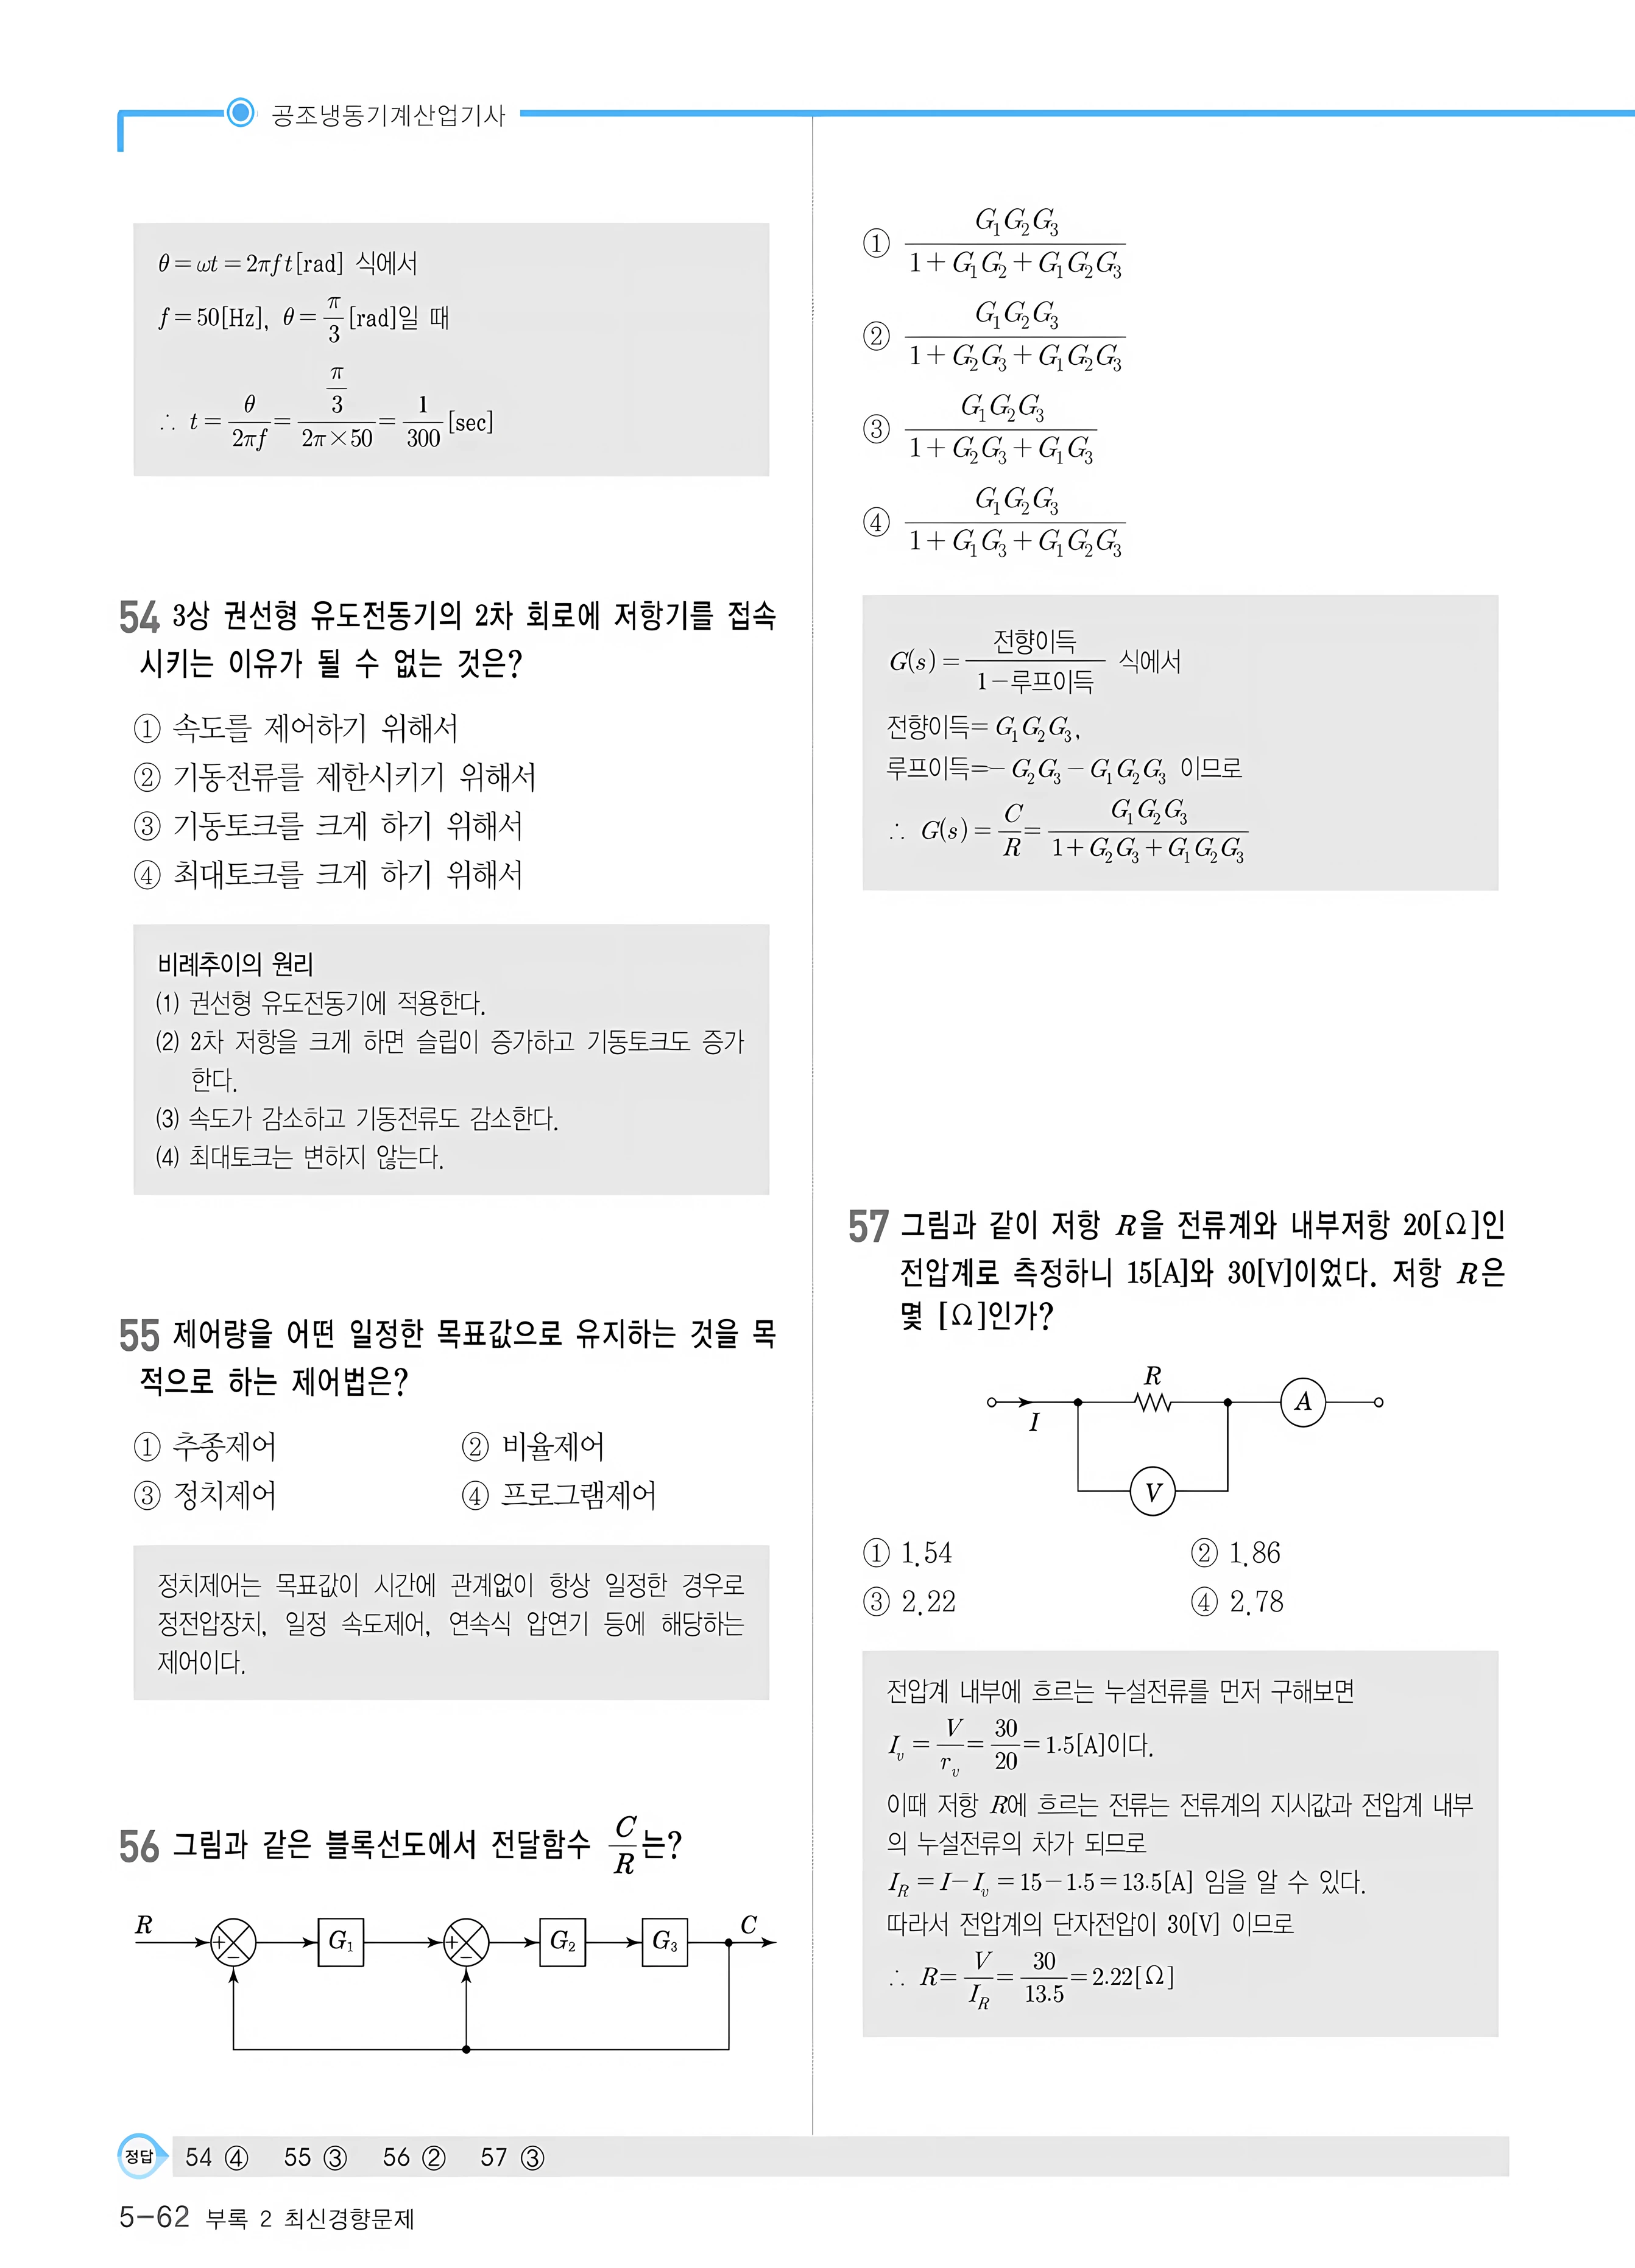 공조냉동기계산업기사
θ = ωt = 2πft[rad] 식에서
f = 50[Hz], θ = π/3 [rad]일 때
∴ t = θ/2πf = (π/3)/(2π×50) = 1/300 [sec]
54 3상 권선형 유도전동기의 2차 회로에 저항기를 접속
시키는 이유가 될 수 없는 것은?
① 속도를 제어하기 위해서
② 기동전류를 제한시키기 위해서
③ 기동토크를 크게 하기 위해서
④ 최대토크를 크게 하기 위해서
비례추이의 원리
(1) 권선형 유도전동기에 적용한다.
(2) 2차 저항을 크게 하면 슬립이 증가하고 기동토크도 증가
한다.
(3) 속도가 감소하고 기동전류도 감소한다.
(4) 최대토크는 변하지 않는다.
55 제어량을 어떤 일정한 목표값으로 유지하는 것을 목
적으로 하는 제어법은?
① 추종제어 ② 비율제어
③ 정치제어 ④ 프로그램제어
정치제어는 목표값이 시간에 관계없이 항상 일정한 경우로
정전압장치, 일정 속도제어, 연속식 압연기 등에 해당하는
제어이다.
56 그림과 같은 블록선도에서 전달함수 C/R는?
R + − G₁ + − G₂ G₃ C
① G₁G₂G₃/(1+G₁G₂+G₁G₂G₃)
② G₁G₂G₃/(1+G₂G₃+G₁G₂G₃)
③ G₁G₂G₃/(1+G₂G₃+G₁G₃)
④ G₁G₂G₃/(1+G₁G₃+G₁G₂G₃)
G(s) = 전향이득/(1−루프이득) 식에서
전향이득= G₁G₂G₃,
루프이득=− G₂G₃ − G₁G₂G₃ 이므로
∴ G(s) = C/R = G₁G₂G₃/(1+G₂G₃+G₁G₂G₃)
57 그림과 같이 저항 R을 전류계와 내부저항 20[Ω]인
전압계로 측정하니 15[A]와 30[V]이었다. 저항 R은
몇 [Ω]인가?
R
I
A
V
① 1.54 ② 1.86
③ 2.22 ④ 2.78
전압계 내부에 흐르는 누설전류를 먼저 구해보면
I_v = V/r_v = 30/20 = 1.5[A]이다.
이때 저항 R에 흐르는 전류는 전류계의 지시값과 전압계 내부
의 누설전류의 차가 되므로
I_R = I − I_v = 15 − 1.5 = 13.5[A] 임을 알 수 있다.
따라서 전압계의 단자전압이 30[V] 이므로
∴ R = V/I_R = 30/13.5 = 2.22[Ω]
정답 54 ④ 55 ③ 56 ② 57 ③
5-62 부록 2 최신경향문제